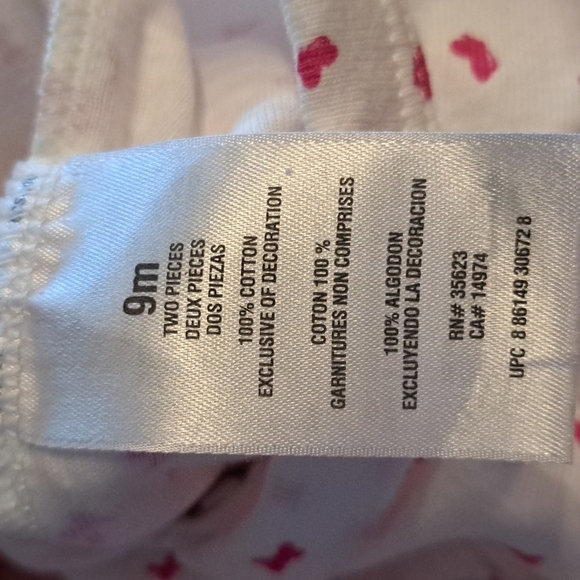 9m
TWO PIECES
DEUX PIÈCES
DOS PIEZAS
100% COTTON
EXCLUSIVE OF DECORATION
COTON 100 %
GARNITURES NON COMPRISES
100% ALGODON
EXCLUYENDO LA DECORACION
RN# 35623
CA# 14974
UPC 8 86149 30672 8